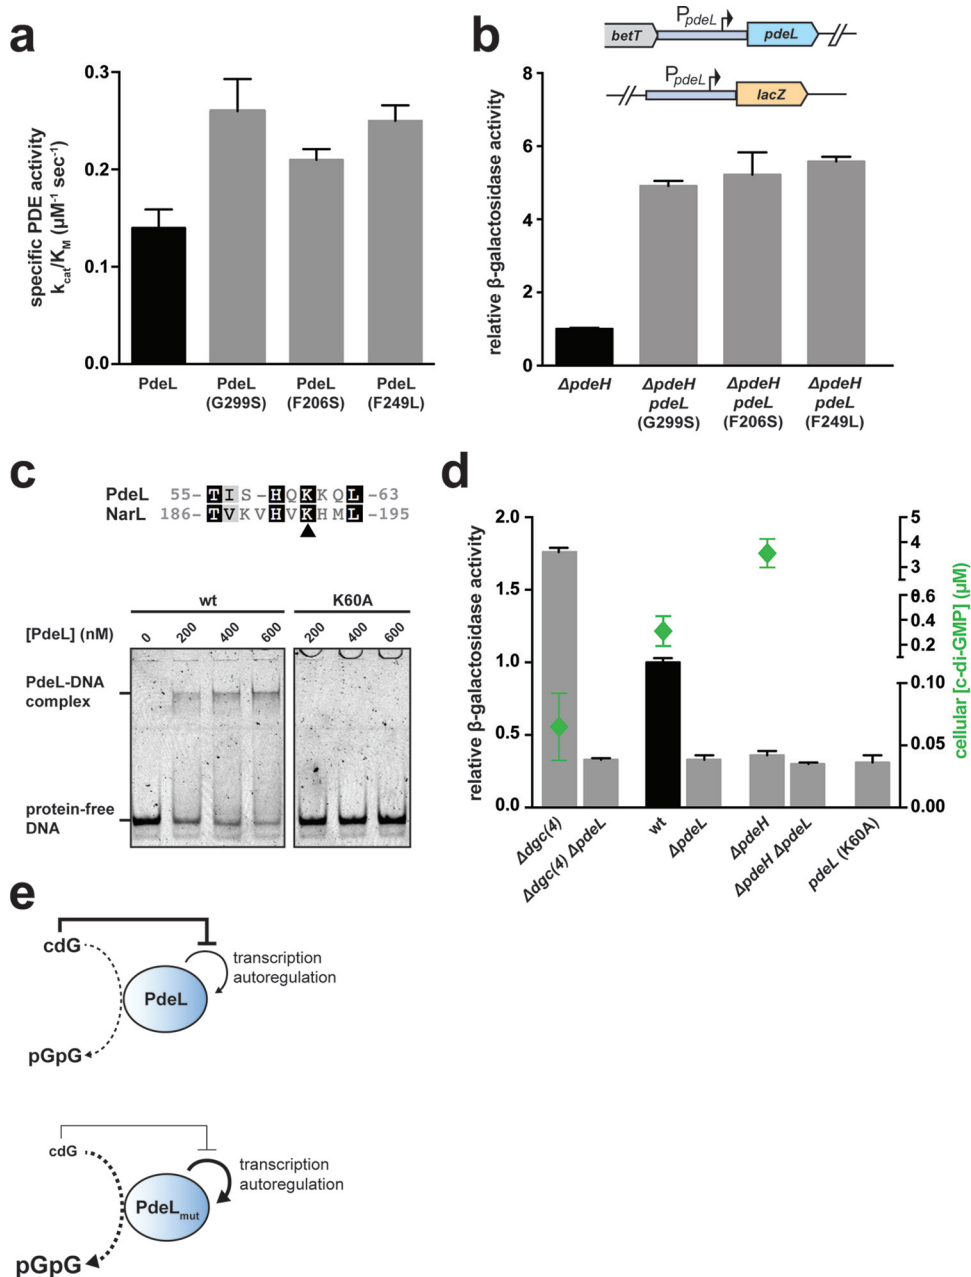 a
specific PDE activity
kcat/KM (µM-1 sec-1)
0.3
0.2
0.1
0.0
PdeL
PdeL
(G299S)
PdeL
(F206S)
PdeL
(F249L)
b
PpdeL
betT
pdeL
PpdeL
lacZ
relative β-galactosidase activity
8
6
4
2
0
ΔpdeH
ΔpdeH
pdeL
(G299S)
ΔpdeH
pdeL
(F206S)
ΔpdeH
pdeL
(F249L)
c
PdeL 55- TIS-HQKKQL -63
NarL 186- TVKVHVKHML -195
wt K60A
[PdeL] (nM) 0 200 400 600 200 400 600
PdeL-DNA
complex
protein-free
DNA
d
relative β-galactosidase activity
2.0
1.5
1.0
0.5
0.0
5
4
3
0.6
0.4
0.2
0.10
0.05
0.00
cellular [c-di-GMP] (µM)
Δdgc(4)
Δdgc(4) ΔpdeL
wt
ΔpdeL
ΔpdeH
ΔpdeH ΔpdeL
pdeL (K60A)
e
cdG
transcription
autoregulation
PdeL
pGpG
cdG
transcription
autoregulation
PdeLmut
pGpG